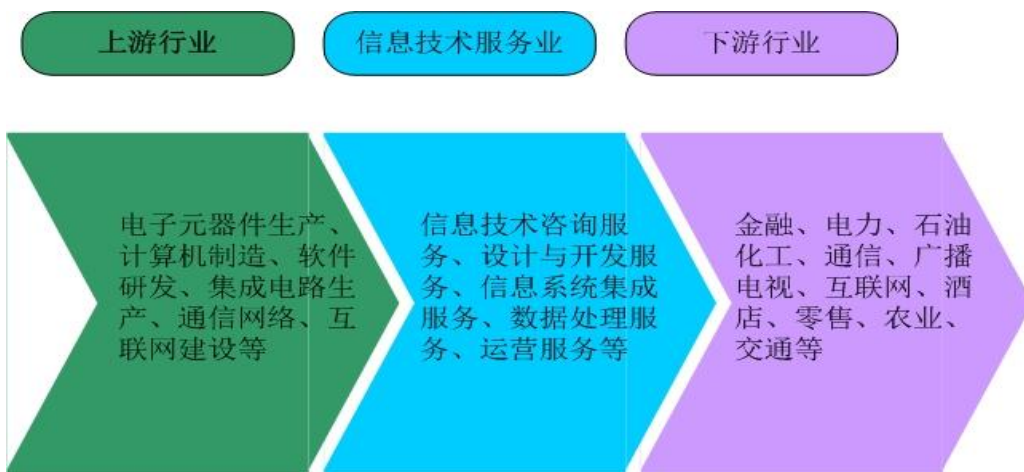 上游行业
信息技术服务业
下游行业
电子元器件生产、
计算机制造、软件
研发、集成电路生
产、通信网络、互
联网建设等
信息技术咨询服
务、设计与开发服
务、信息系统集成
服务、数据处理服
务、运营服务等
金融、电力、石油
化工、通信、广播
电视、互联网、酒
店、零售、农业、
交通等